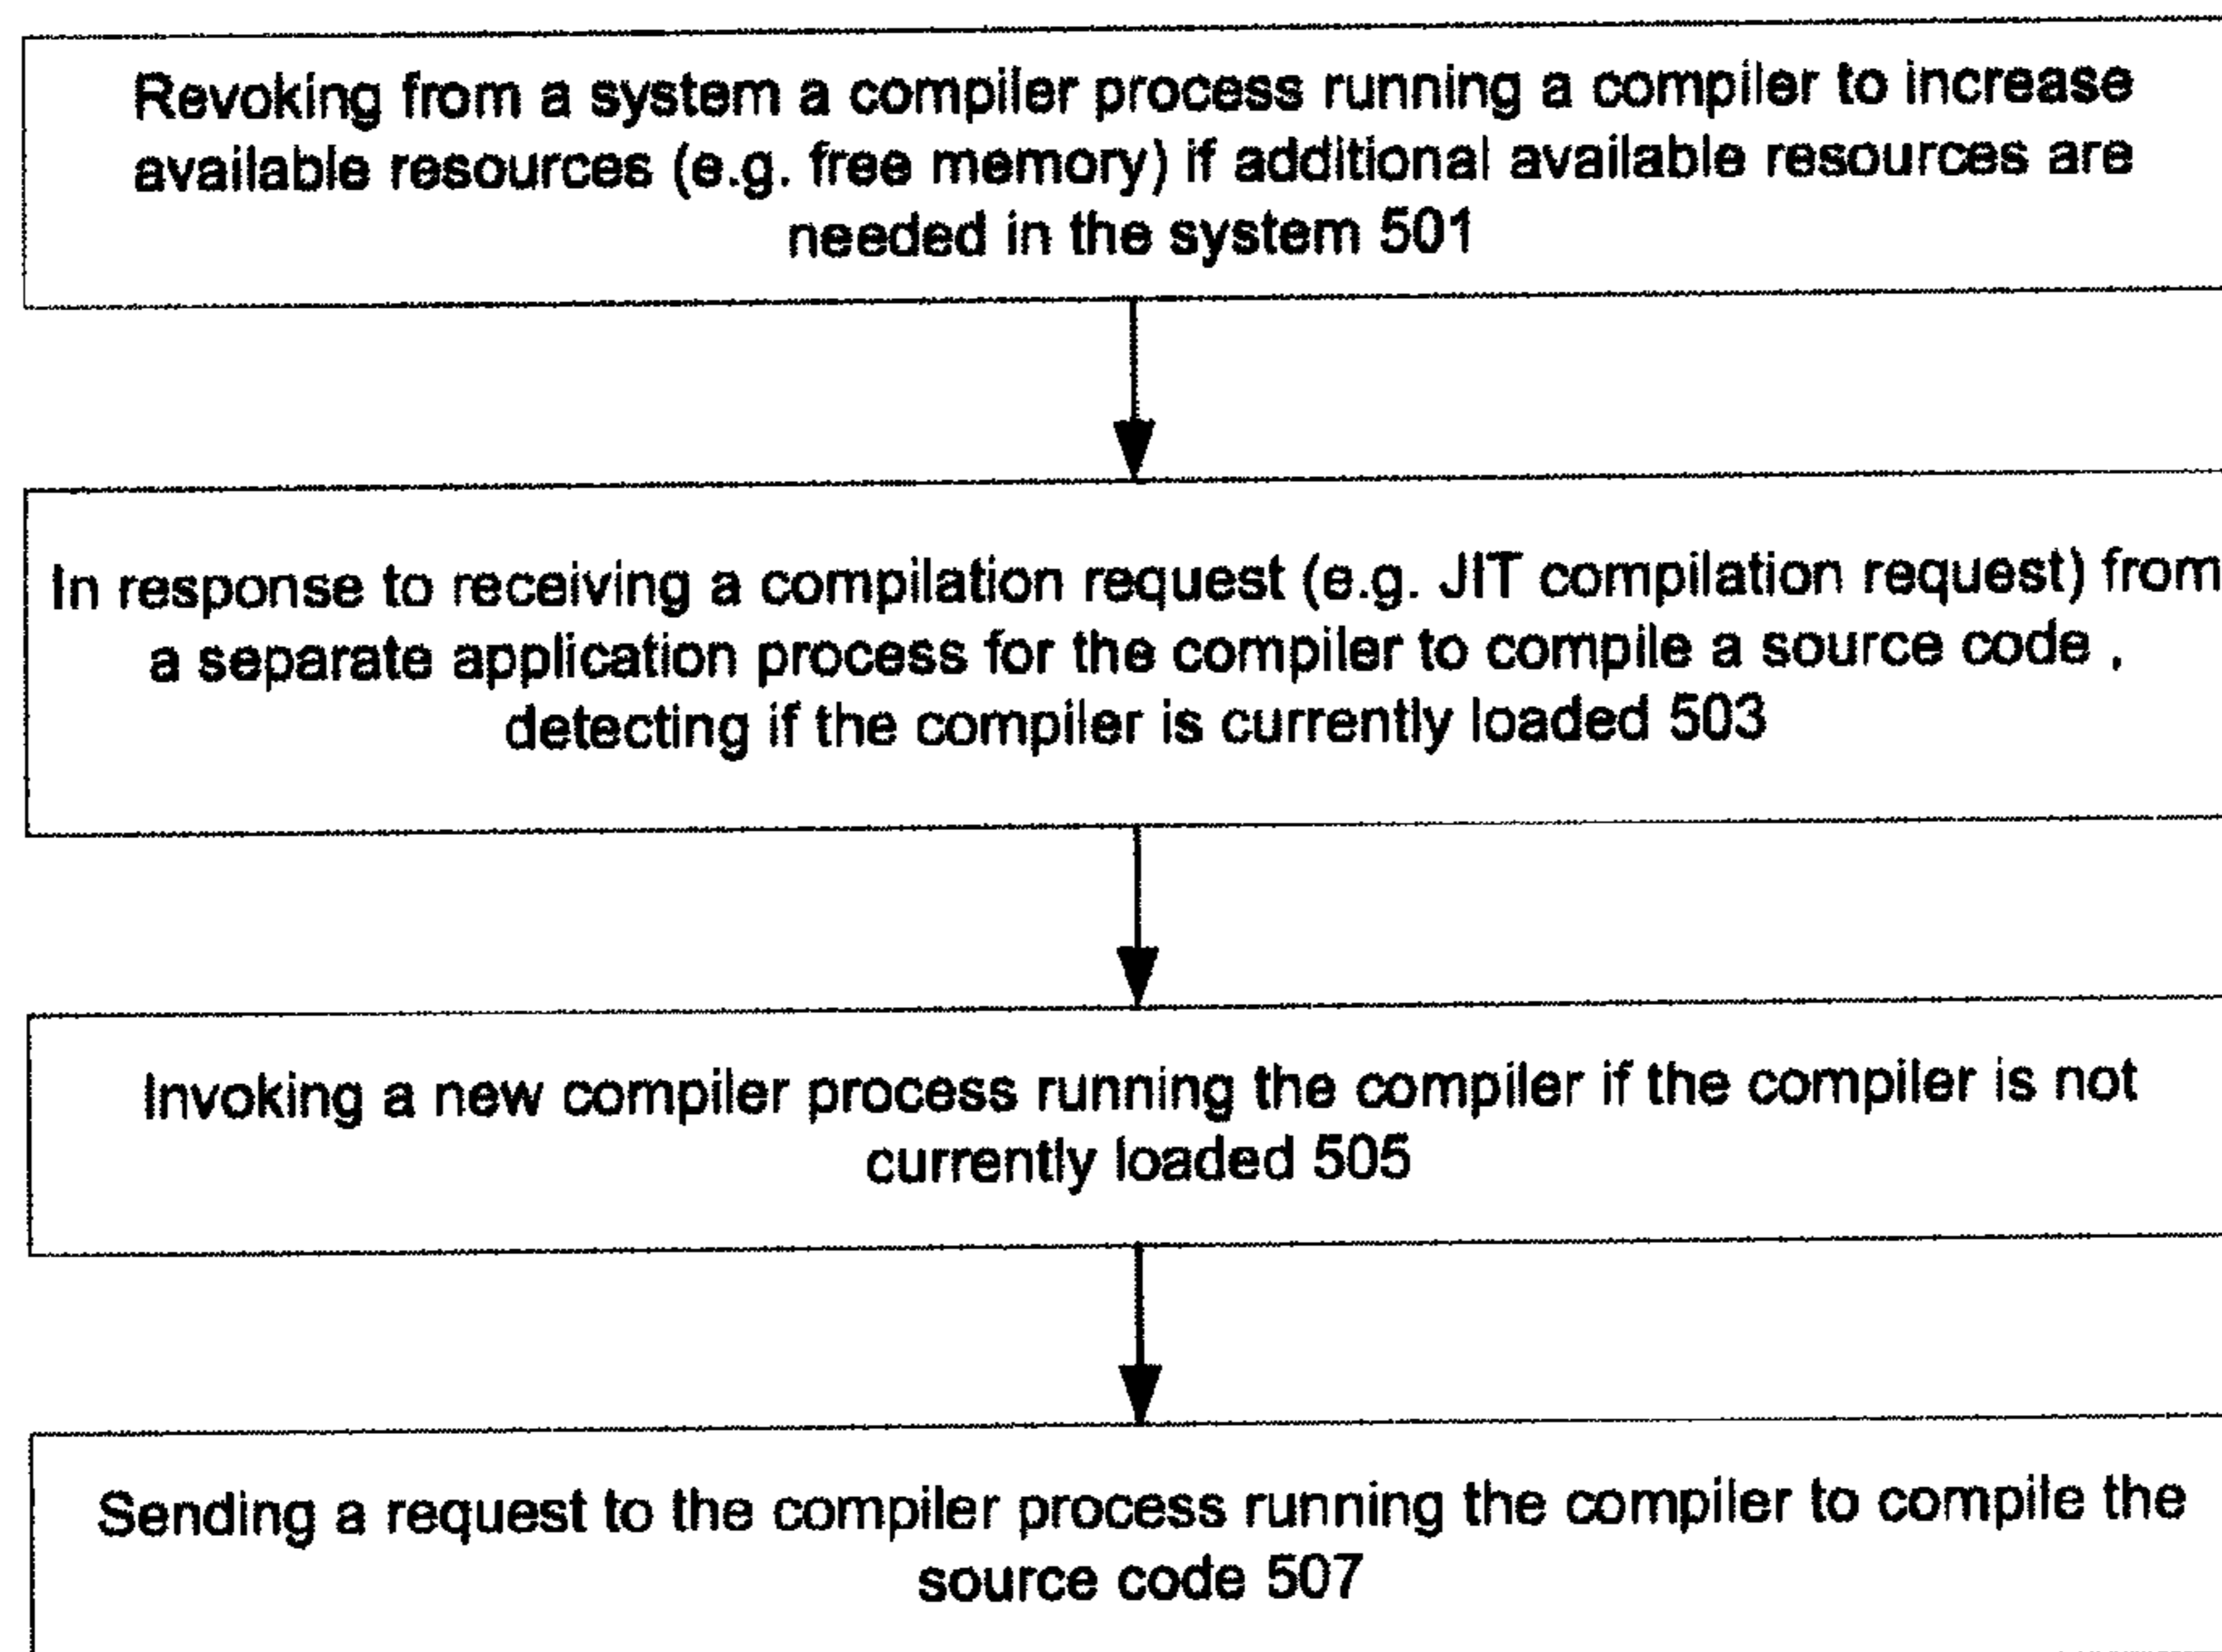 Revoking from a system a compiler process running a compiler to increase
available resources (e.g. free memory) if additional available resources are
needed in the system 501
In response to receiving a compilation request (e.g. JIT compilation request) from
a separate application process for the compiler to compile a source code ,
detecting if the compiler is currently loaded 503
Invoking a new compiler process running the compiler if the compiler is not
currently loaded 505
Sending a request to the compiler process running the compiler to compile the
source code 507